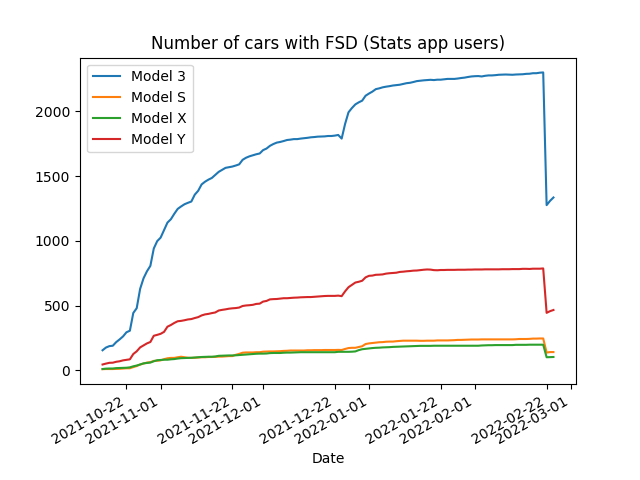 Number of cars with FSD (Stats app users)
Model 3
Model S
Model X
Model Y
2000
1500
1000
500
0
2021-10-22
2021-11-01
2021-11-22
2021-12-01
2021-12-22
2022-01-01
2022-01-22
2022-02-01
2022-02-22
2022-03-01
Date